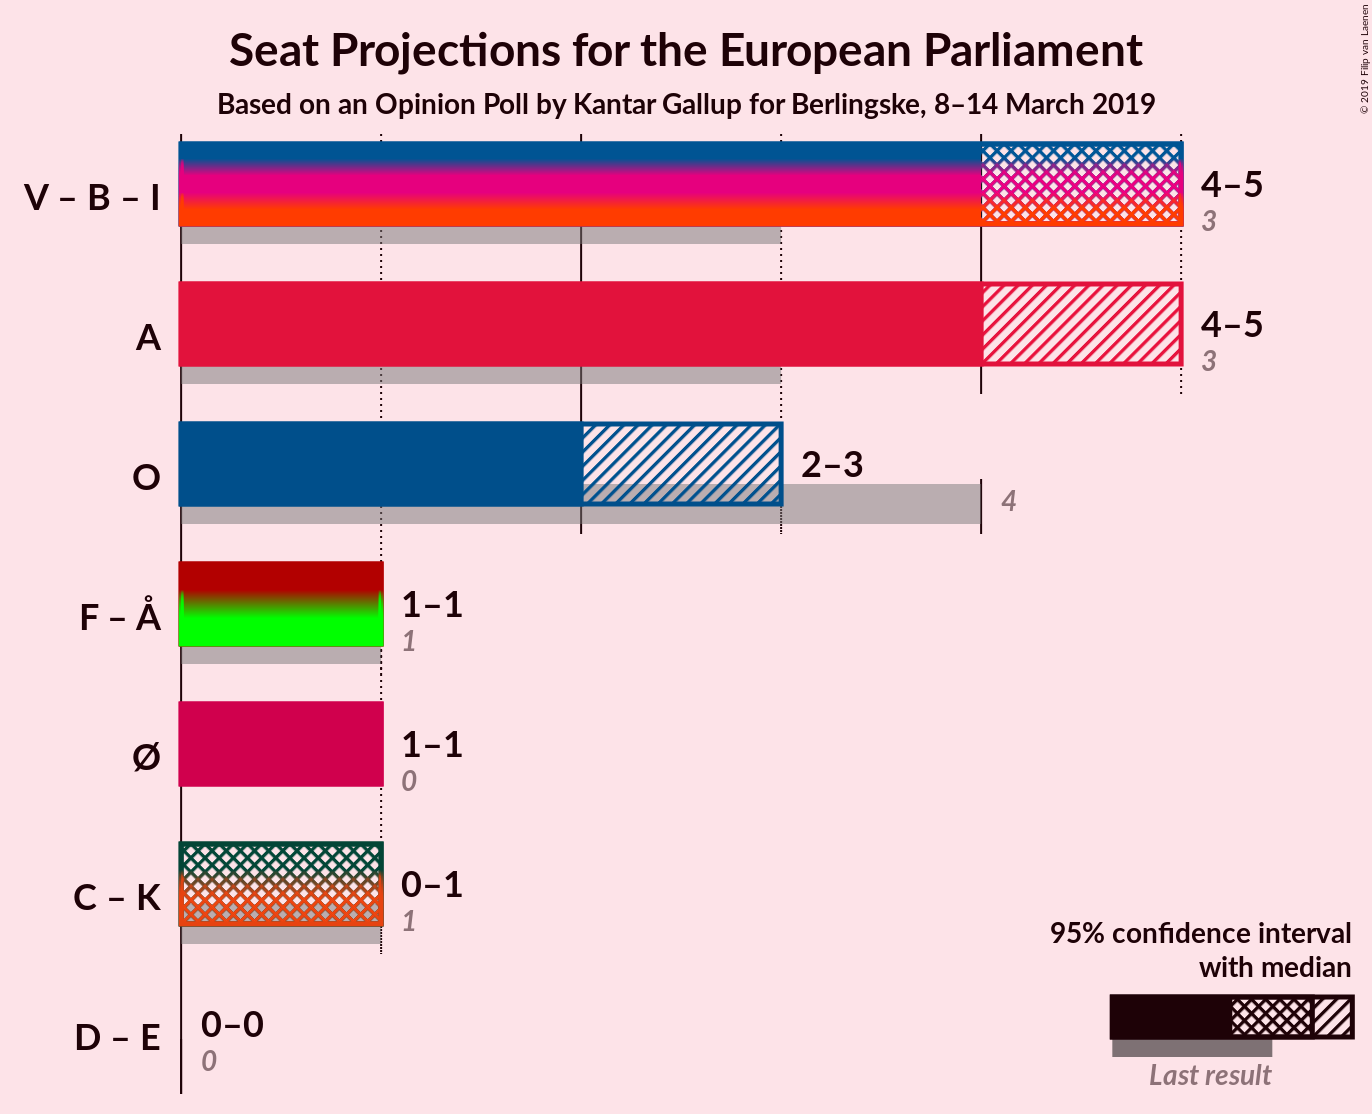 Seat Projections for the European Parliament
Based on an Opinion Poll by Kantar Gallup for Berlingske, 8–14 March 2019
© 2019 Filip van Laenen
V – B – I
4–5
3
A
4–5
3
O
2–3
4
F – Å
1–1
1
Ø
1–1
0
C – K
0–1
1
D – E
0–0
0
95% confidence interval
with median
Last result